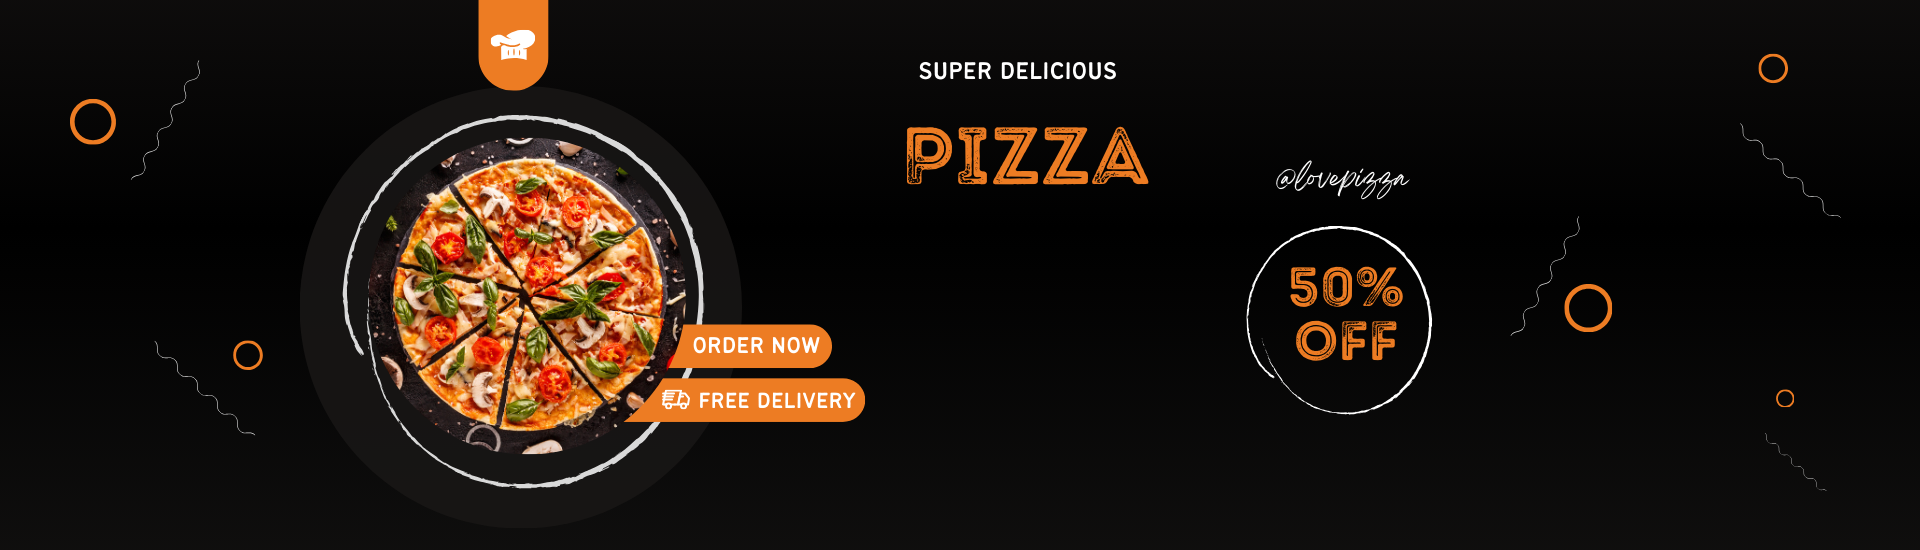 SUPER DELICIOUS
PIZZA
@lovepizza
50%
OFF
ORDER NOW
FREE DELIVERY